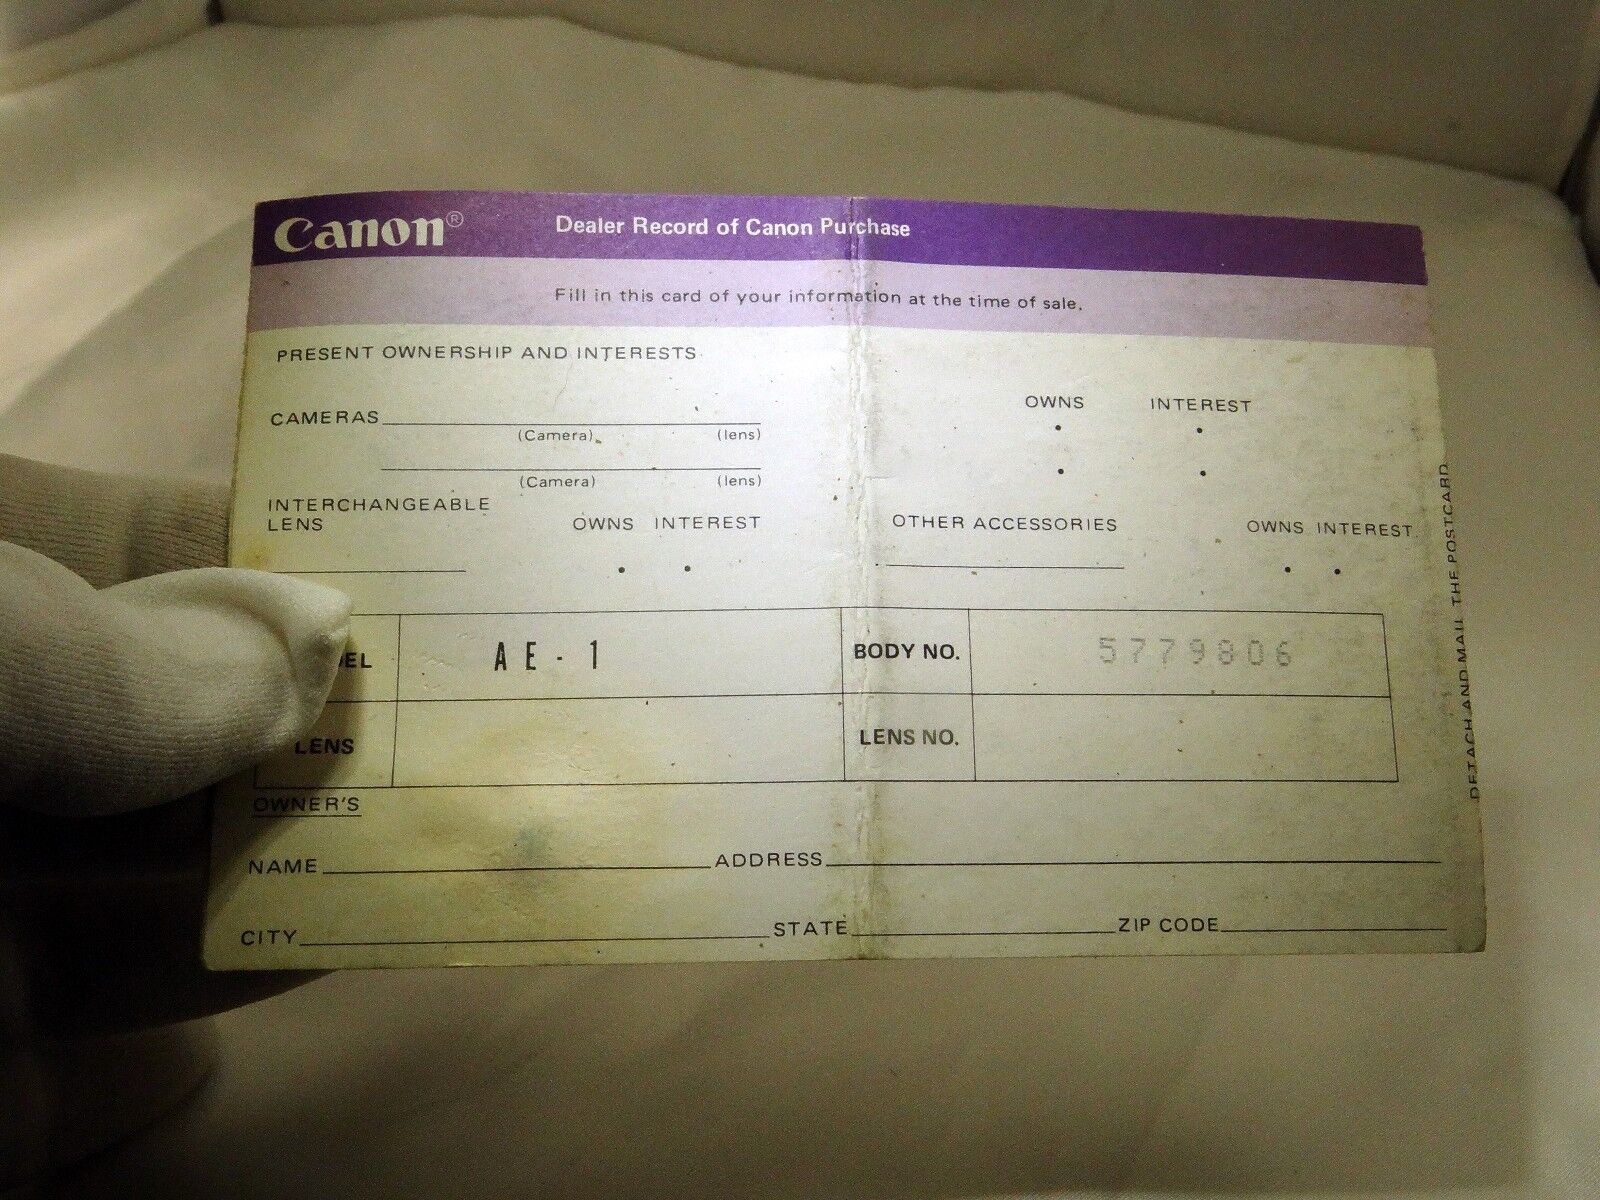 Canon® Dealer Record of Canon Purchase
Fill in this card of your information at the time of sale.
PRESENT OWNERSHIP AND INTERESTS
OWNS INTEREST
CAMERAS
(Camera) (lens)
(Camera) (lens)
INTERCHANGEABLE
LENS OWNS INTEREST
OTHER ACCESSORIES OWNS INTEREST
DEL AE-1 BODY NO. 5779806
LENS LENS NO.
OWNER'S
NAME ADDRESS
CITY STATE ZIP CODE
DETACH AND MAIL THE POSTCARD